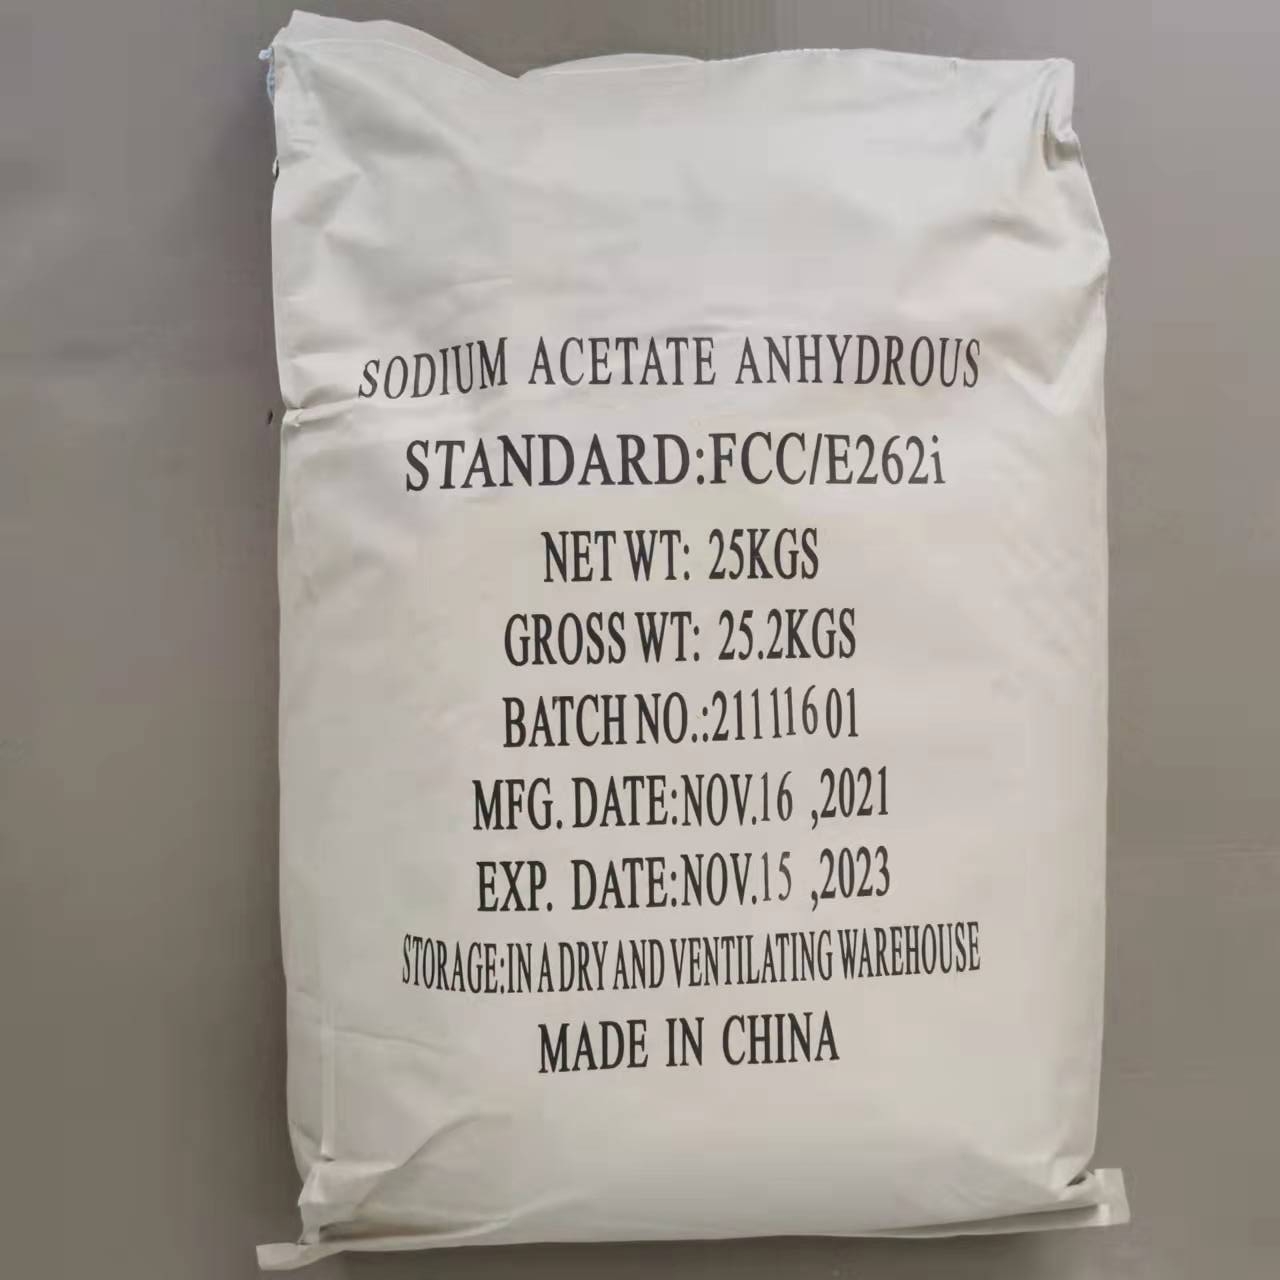 SODIUM ACETATE ANHYDROUS
STANDARD:FCC/E262i
NET WT: 25KGS
GROSS WT: 25.2KGS
BATCH NO.:21111601
MFG. DATE:NOV.16 ,2021
EXP. DATE:NOV.15 ,2023
STORAGE:IN A DRY AND VENTILATING WAREHOUSE
MADE IN CHINA